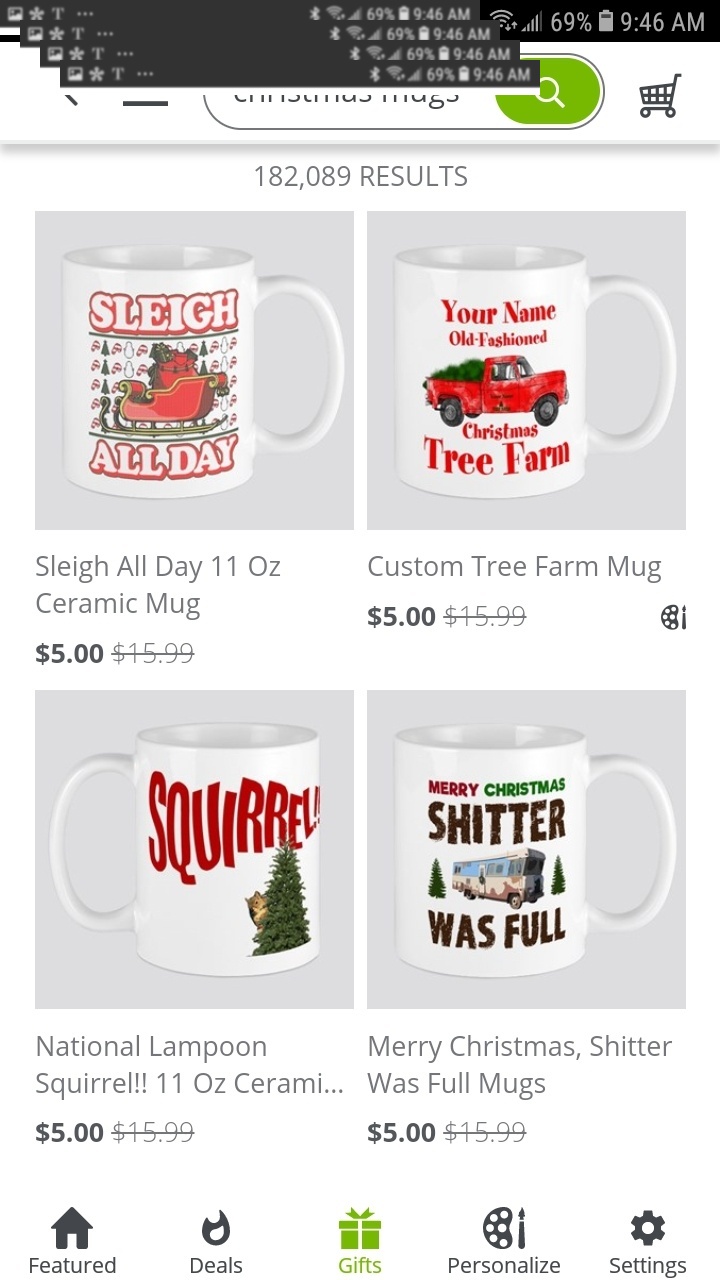 T ... 69% 9:46 AM
69% 9:46 AM
T ... 69% 9:46 AM
T ... 69% 9:46 AM
T ... 69% 9:46 AM
christmas mugs
182,089 RESULTS
SLEIGH
ALL DAY
Your Name
Old-Fashioned
Christmas
Tree Farm
Sleigh All Day 11 Oz
Ceramic Mug
$5.00 $15.99
Custom Tree Farm Mug
$5.00 $15.99
SQUIRREL!!
MERRY CHRISTMAS
SHITTER
WAS FULL
National Lampoon
Squirrel!! 11 Oz Cerami...
$5.00 $15.99
Merry Christmas, Shitter
Was Full Mugs
$5.00 $15.99
Featured
Deals
Gifts
Personalize
Settings